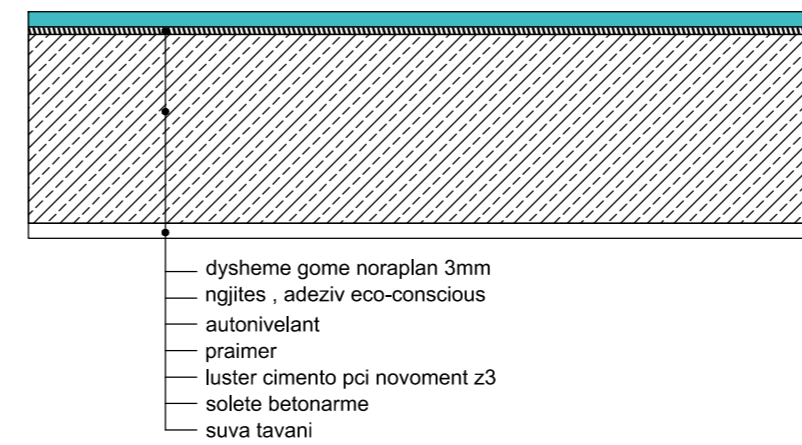 dysheme gome noraplan 3mm
ngjites , adeziv eco-conscious
autonivelant
praimer
luster cimento pci novoment z3
solete betonarme
suva tavani